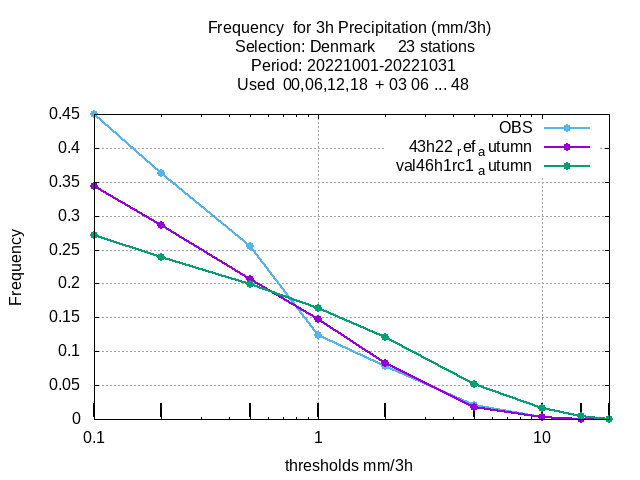 Frequency  for 3h Precipitation (mm/3h)
Selection: Denmark     23 stations
Period: 20221001-20221031
Used  00,06,12,18  + 03 06 ... 48
OBS
43h22 ref a utumn
val46h1rc1 a utumn
Frequency
0.45
0.4
0.35
0.3
0.25
0.2
0.15
0.1
0.05
0
0.1
1
10
thresholds mm/3h